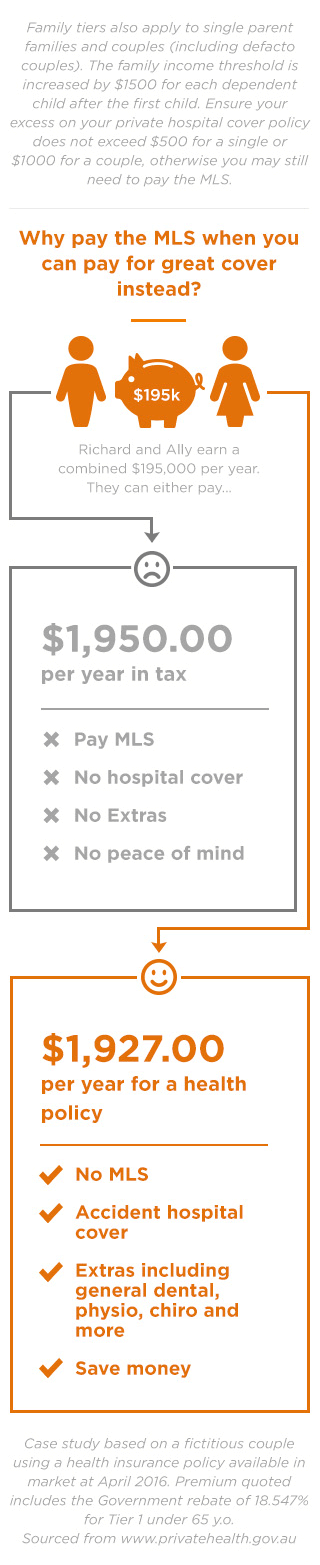 Family tiers also apply to single parent
families and couples (including defacto
couples). The family income threshold is
increased by $1500 for each dependent
child after the first child. Ensure your
excess on your private hospital cover policy
does not exceed $500 for a single or
$1000 for a couple, otherwise you may still
need to pay the MLS.
Why pay the MLS when you
can pay for great cover
instead?
$195k
Richard and Ally earn a
combined $195,000 per year.
They can either pay...
$1,950.00
per year in tax
Pay MLS
No hospital cover
No Extras
No peace of mind
$1,927.00
per year for a health
policy
No MLS
Accident hospital
cover
Extras including
general dental,
physio, chiro and
more
Save money
Case study based on a fictitious couple
using a health insurance policy available in
market at April 2016. Premium quoted
includes the Government rebate of 18.547%
for Tier 1 under 65 y.o.
Sourced from www.privatehealth.gov.au